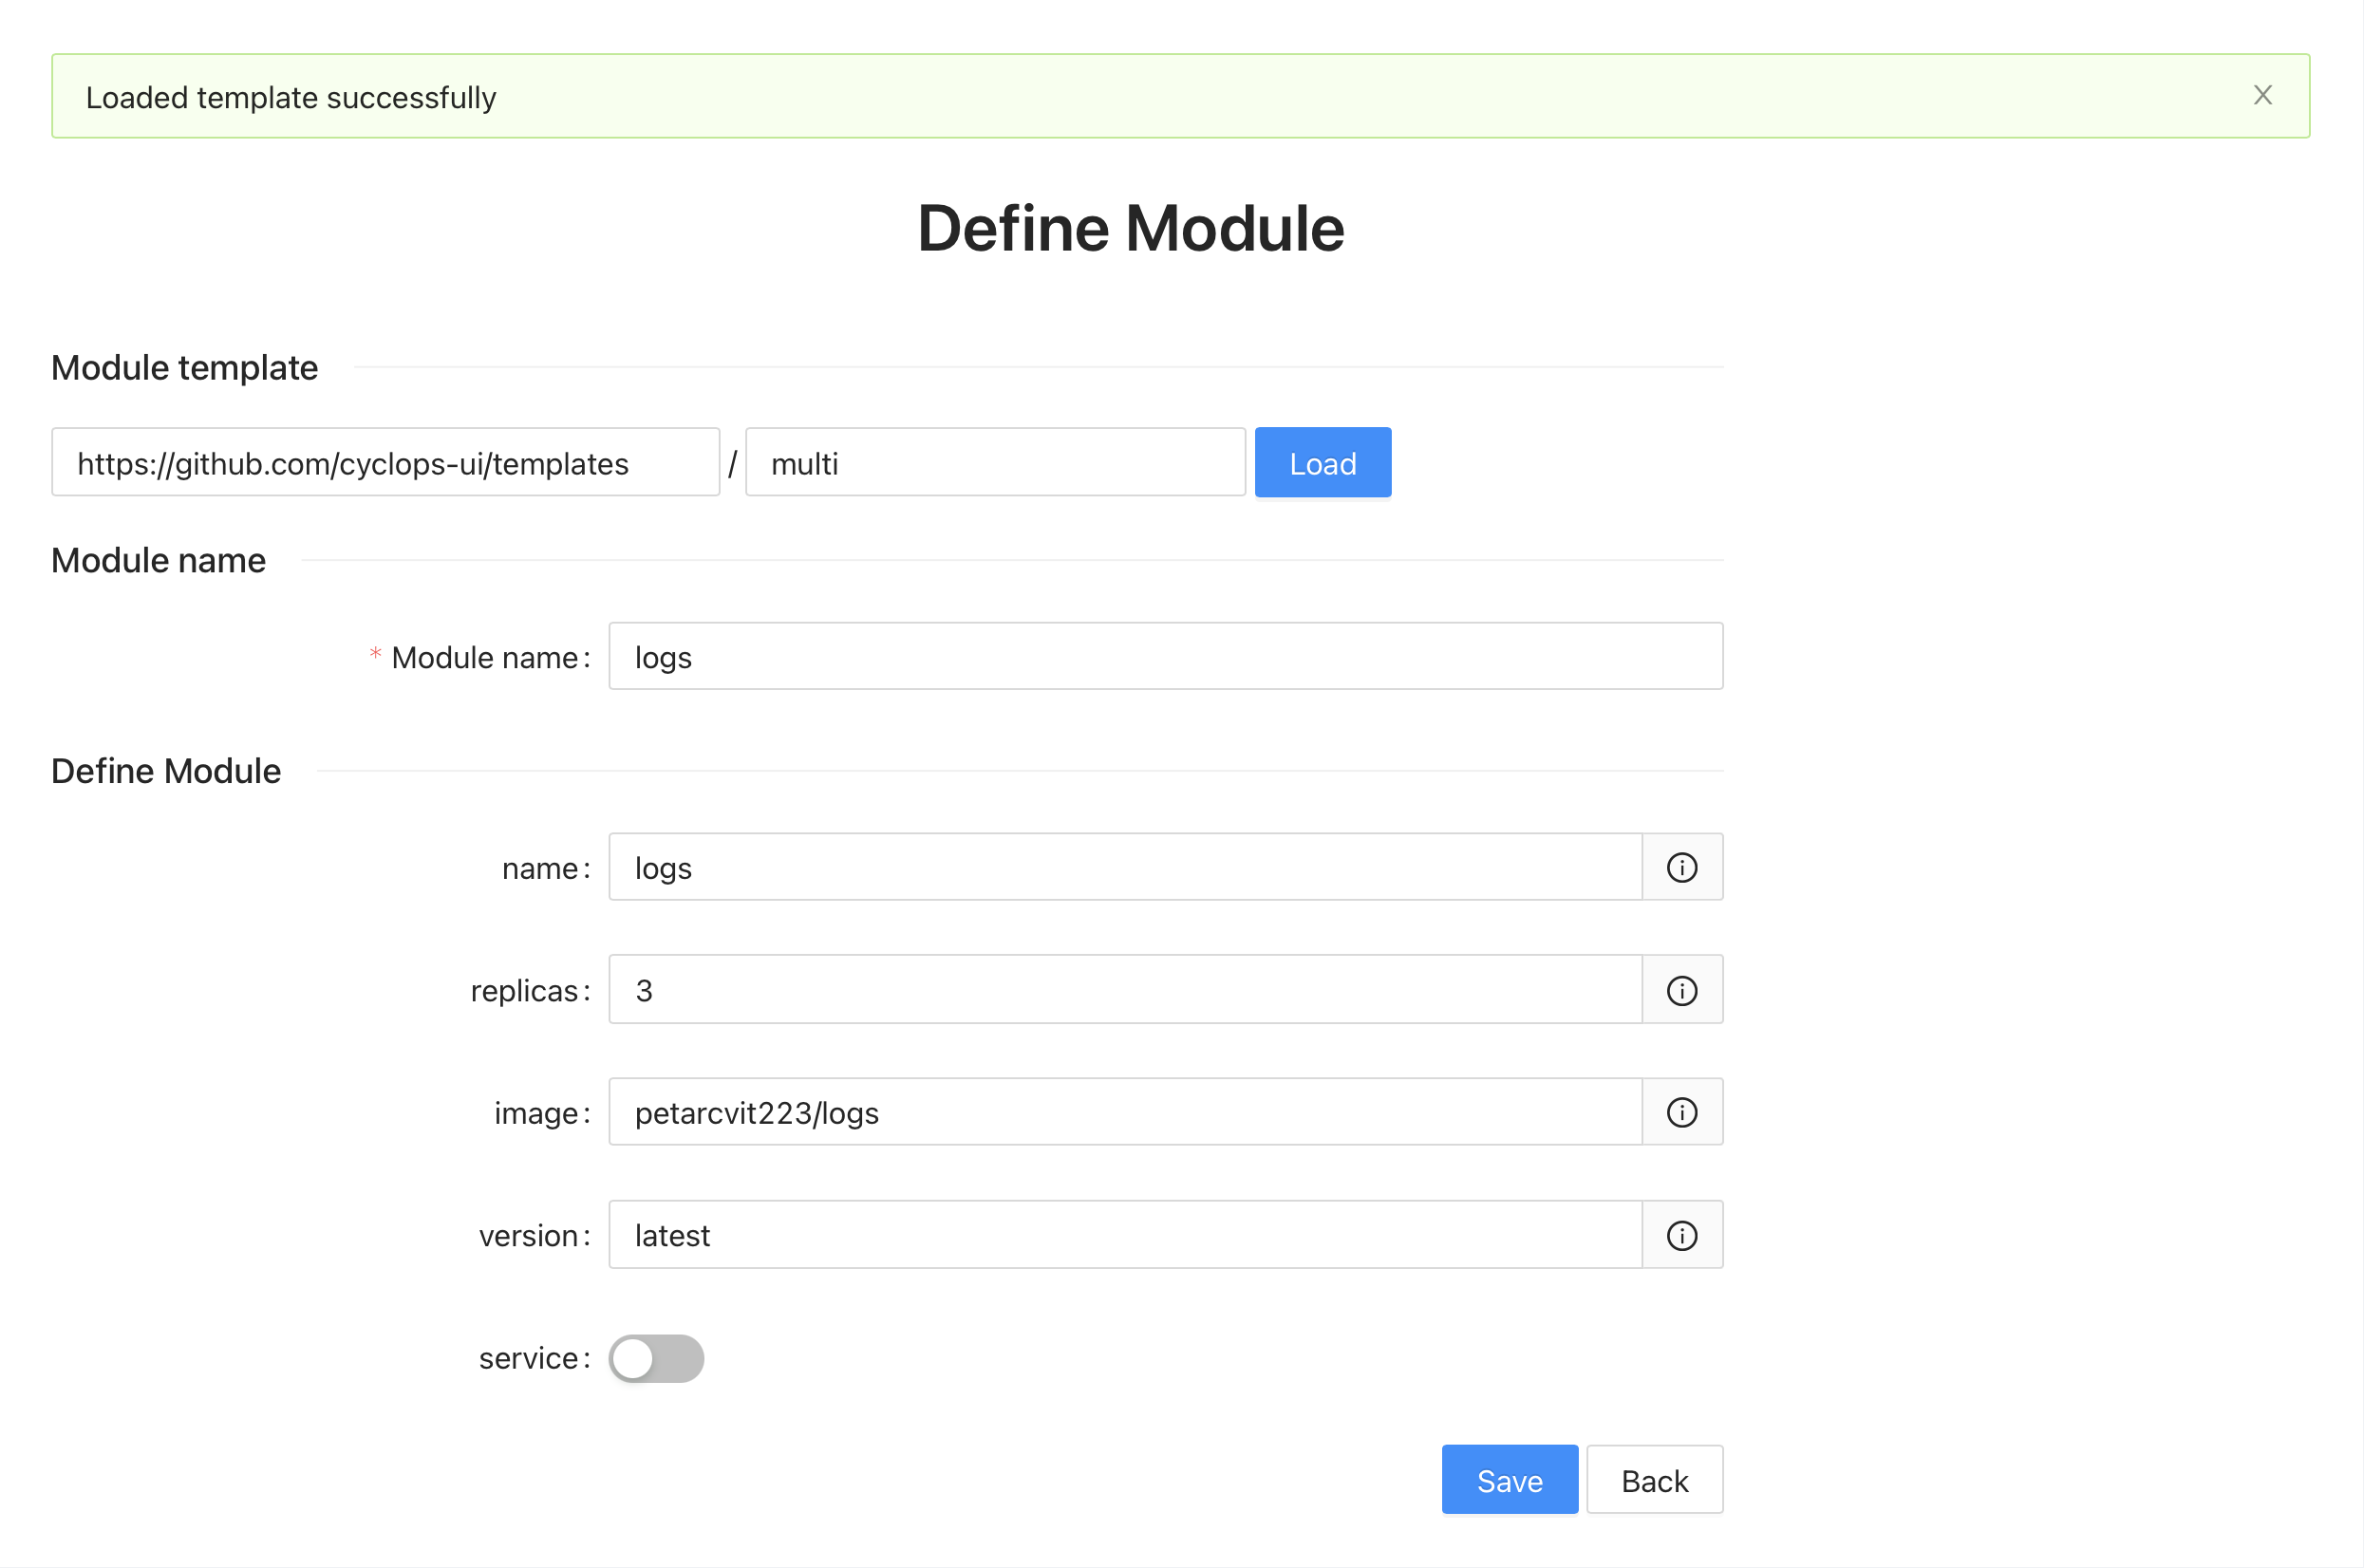 Loaded template successfully
Define Module
Module template
https://github.com/cyclops-ui/templates / multi Load
Module name
* Module name: logs
Define Module
name: logs
replicas: 3
image: petarcvit223/logs
version: latest
service:
Save Back